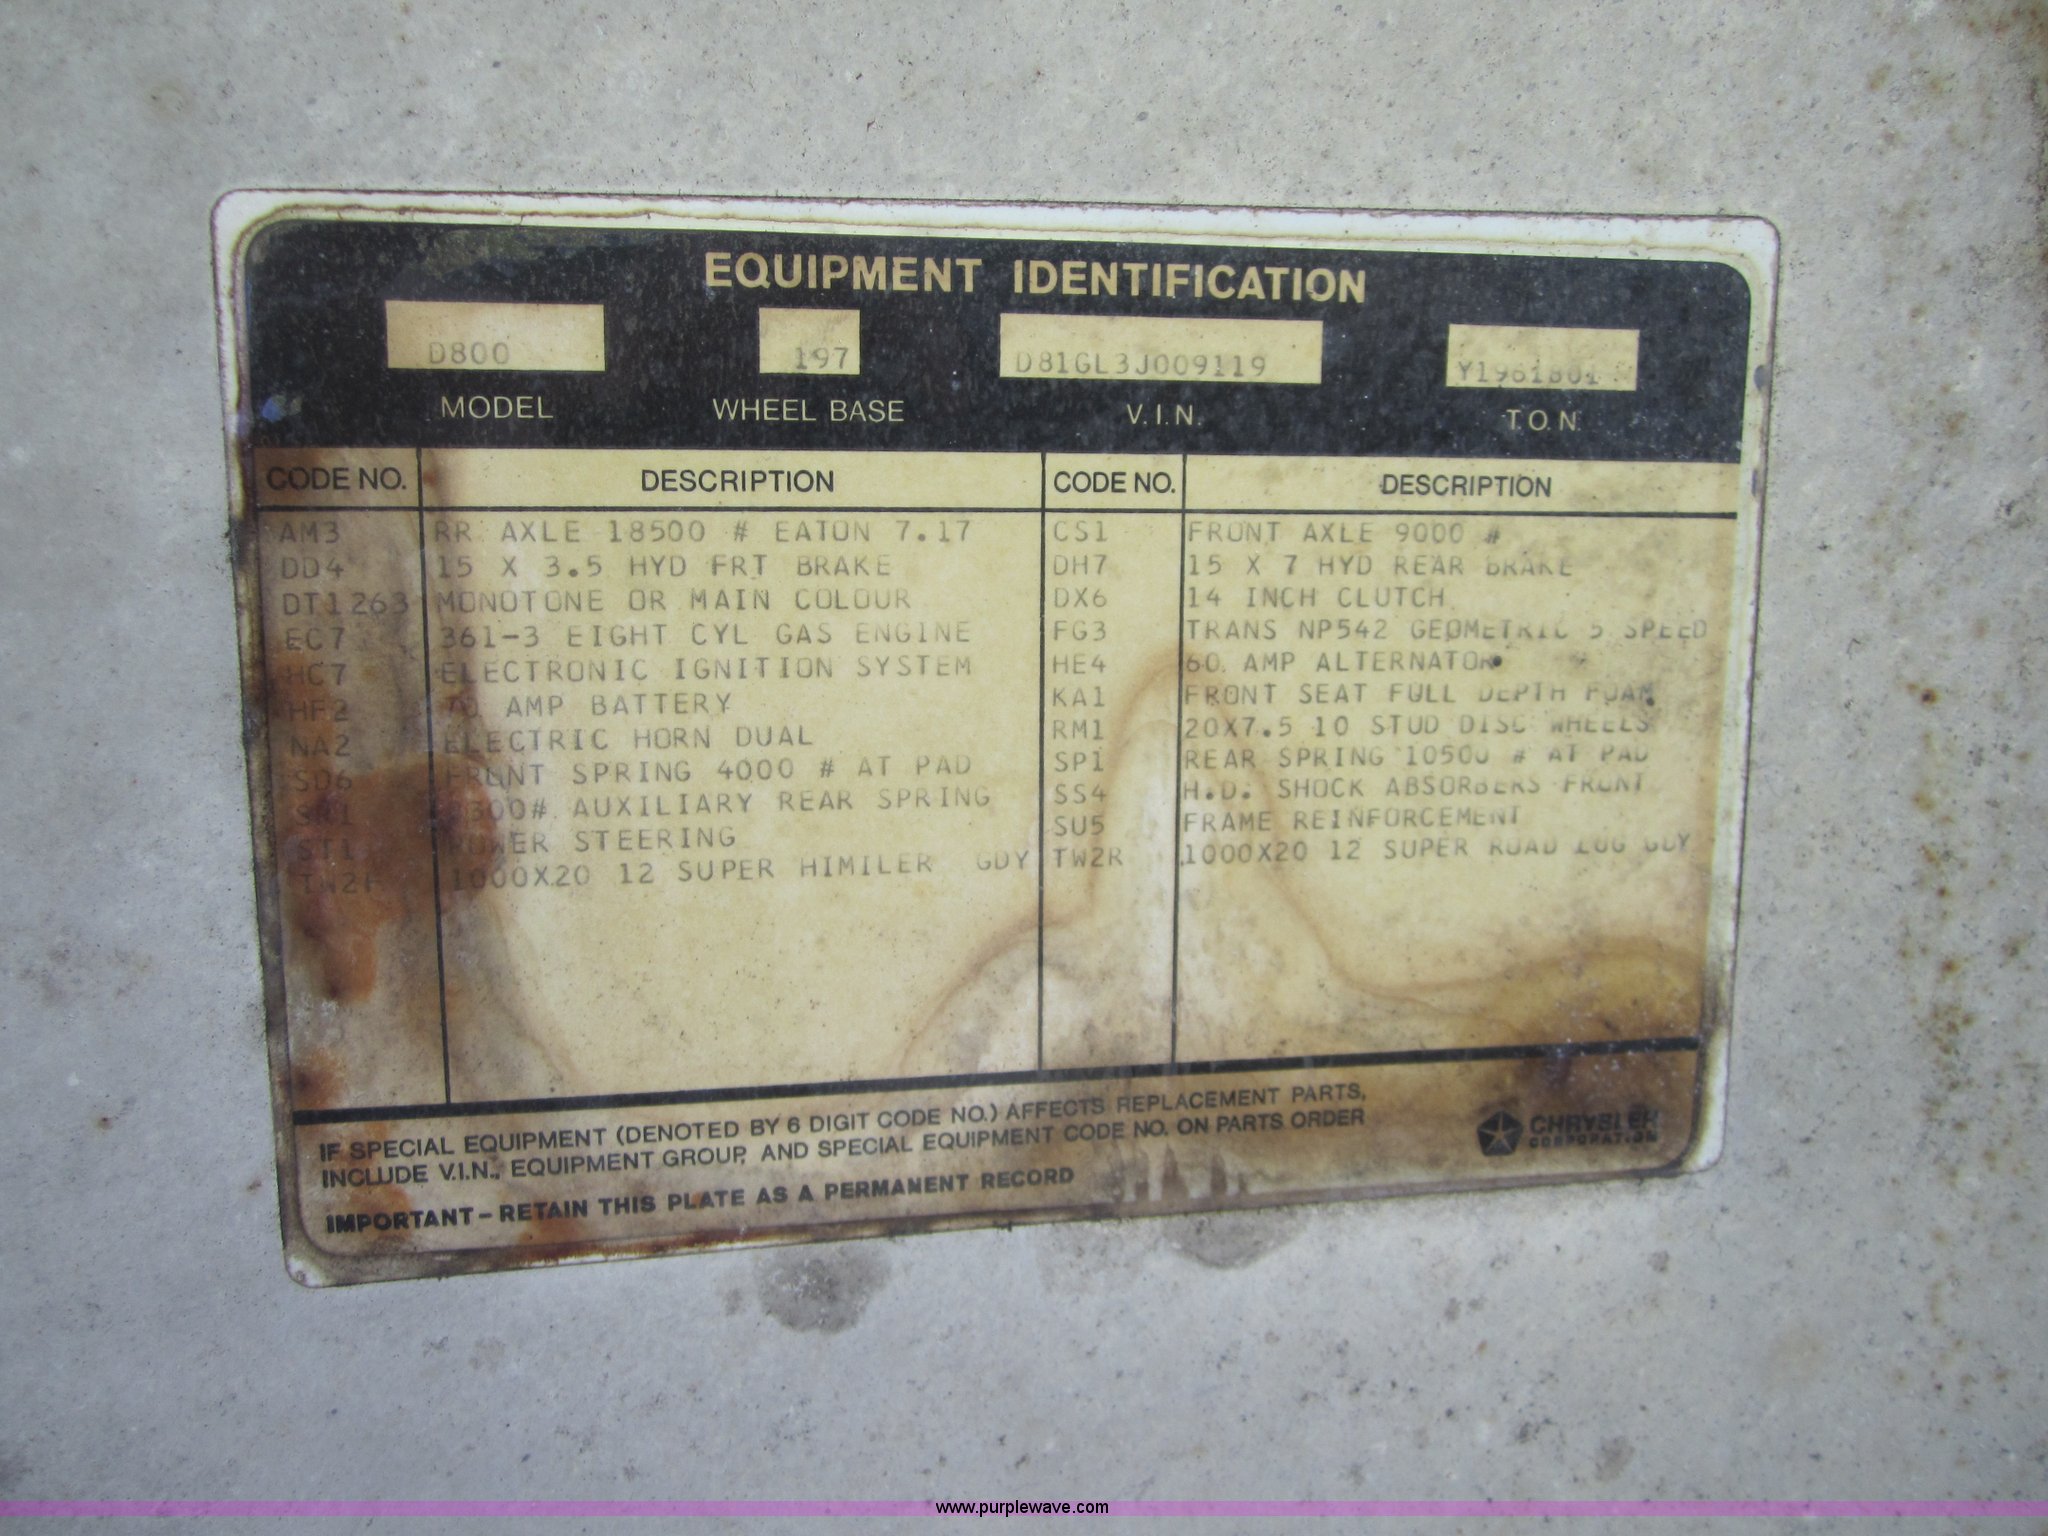 EQUIPMENT IDENTIFICATION
D800 197 D81GL3J009119
MODEL WHEEL BASE V.I.N. T.O.N.
CODE NO. DESCRIPTION CODE NO. DESCRIPTION
AM3 RR AXLE 18500 # EATON 7.17 CS1 FRONT AXLE 9000 #
DD4 15 X 3.5 HYD FRT BRAKE DH7 15 X 7 HYD REAR BRAKE
DT1263 MONOTONE OR MAIN COLOUR DX6 14 INCH CLUTCH
EC7 361-3 EIGHT CYL GAS ENGINE FG3 TRANS NP542 GEOMETRIC 5 SPEED
HC7 ELECTRONIC IGNITION SYSTEM HE4 60 AMP ALTERNATOR
HF2 70 AMP BATTERY KA1 FRONT SEAT FULL DEPTH FOAM
NA2 ELECTRIC HORN DUAL RM1 20X7.5 10 STUD DISC WHEELS
SD6 FRONT SPRING 4000 # AT PAD SP1 REAR SPRING 10500 # AT PAD
AUXILIARY REAR SPRING SS4 H.D. SHOCK ABSORBERS FRONT
ST1 POWER STEERING SU5 FRAME REINFORCEMENT
1000X20 12 SUPER HIMILER GDY TW2R 1000X20 12 SUPER ROAD LUG GDY
IF SPECIAL EQUIPMENT (DENOTED BY 6 DIGIT CODE NO.) AFFECTS REPLACEMENT PARTS,
INCLUDE V.I.N., EQUIPMENT GROUP, AND SPECIAL EQUIPMENT CODE NO. ON PARTS ORDER
IMPORTANT - RETAIN THIS PLATE AS A PERMANENT RECORD
CHRYSLER
CORPORATION
www.purplewave.com